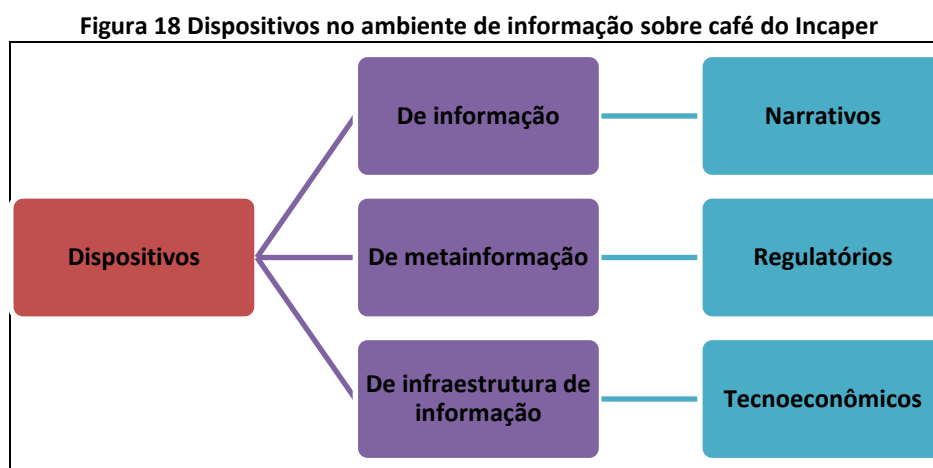 Figura 18 Dispositivos no ambiente de informação sobre café do Incaper
De informação
Narrativos
Dispositivos
De metainformação
Regulatórios
De infraestrutura de
informação
Tecnoeconômicos